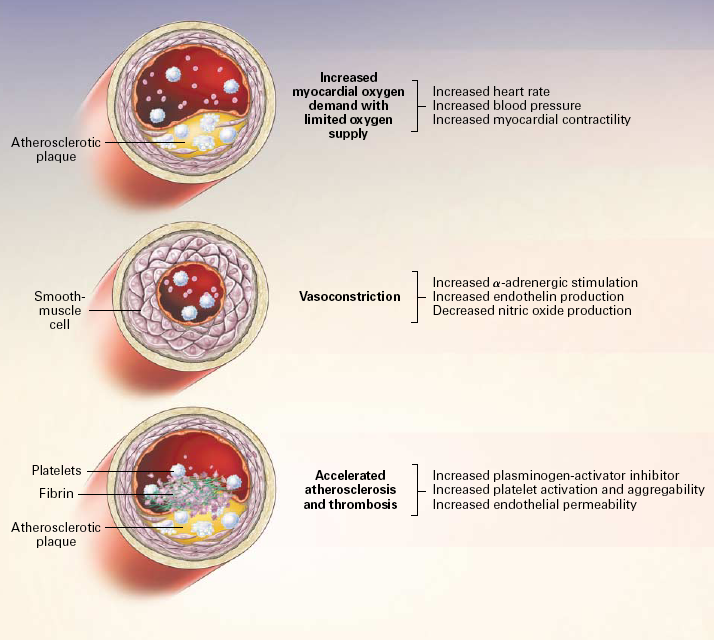 Increased
myocardial oxygen
demand with
limited oxygen
supply
Increased heart rate
Increased blood pressure
Increased myocardial contractility
Atherosclerotic
plaque
Vasoconstriction
Increased α-adrenergic stimulation
Increased endothelin production
Decreased nitric oxide production
Smooth-
muscle
cell
Accelerated
atherosclerosis
and thrombosis
Increased plasminogen-activator inhibitor
Increased platelet activation and aggregability
Increased endothelial permeability
Platelets
Fibrin
Atherosclerotic
plaque